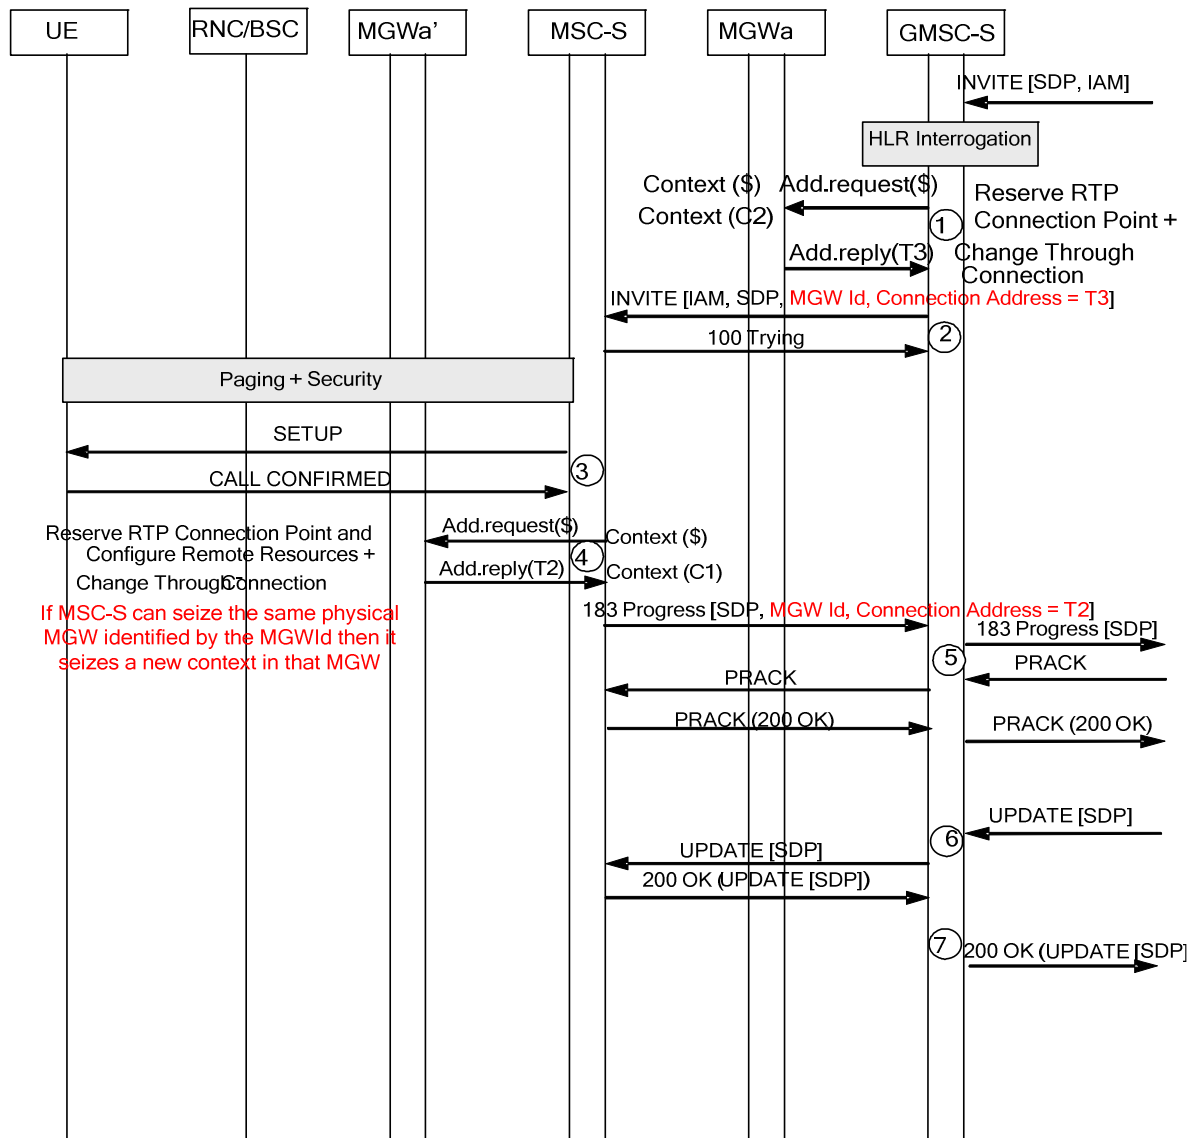 UE
RNC/BSC
MGWa’
MSC-S
MGWa
GMSC-S
INVITE [SDP, IAM]
HLR Interrogation
Context ($)
Add.request($)
Reserve RTP
Context (C2)
1
Connection Point +
Add.reply(T3)
Change Through
Connection
INVITE [IAM, SDP, MGW Id, Connection Address = T3]
2
100 Trying
Paging + Security
SETUP
3
CALL CONFIRMED
Reserve RTP Connection Point and
Add.request($)
Context ($)
Configure Remote Resources +
4
Change Through-Connection
Add.reply(T2)
Context (C1)
If MSC-S can seize the same physical
MGW identified by the MGWId then it
seizes a new context in that MGW
183 Progress [SDP, MGW Id, Connection Address = T2]
183 Progress [SDP]
5
PRACK
PRACK
PRACK (200 OK)
PRACK (200 OK)
UPDATE [SDP]
6
UPDATE [SDP]
200 OK (UPDATE [SDP])
7
200 OK (UPDATE [SDP]